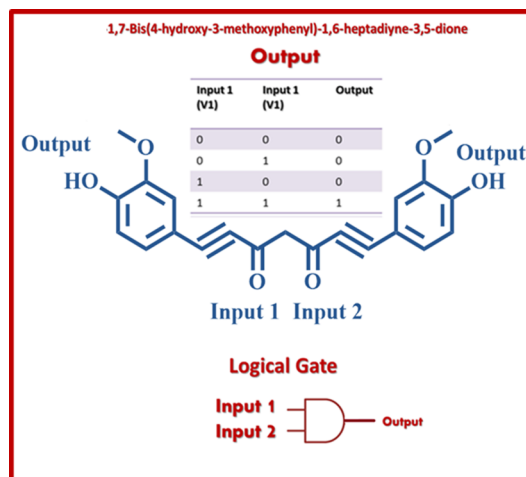 1,7-Bis(4-hydroxy-3-methoxyphenyl)-1,6-heptadiyne-3,5-dione
Output
Input 1 (V1) Input 1 (V1) Output
0 0 0
0 1 0
1 0 0
1 1 1
Output Output
O O
HO OH
O O
Input 1 Input 2
Logical Gate
Input 1
Input 2
Output